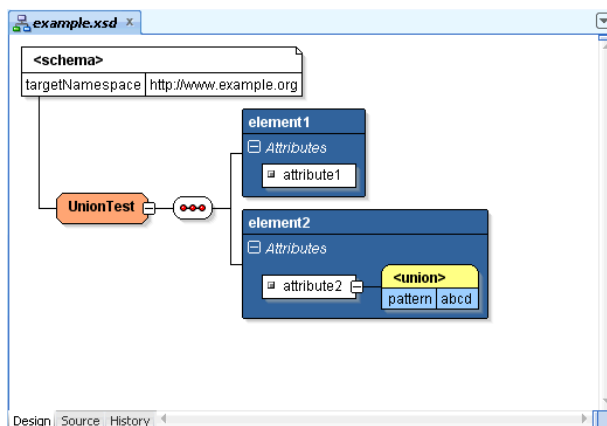 example.xsd x
<schema>
targetNamespace http://www.example.org
element1
Attributes
attribute1
UnionTest
element2
Attributes
attribute2
<union>
pattern abcd
Design Source History